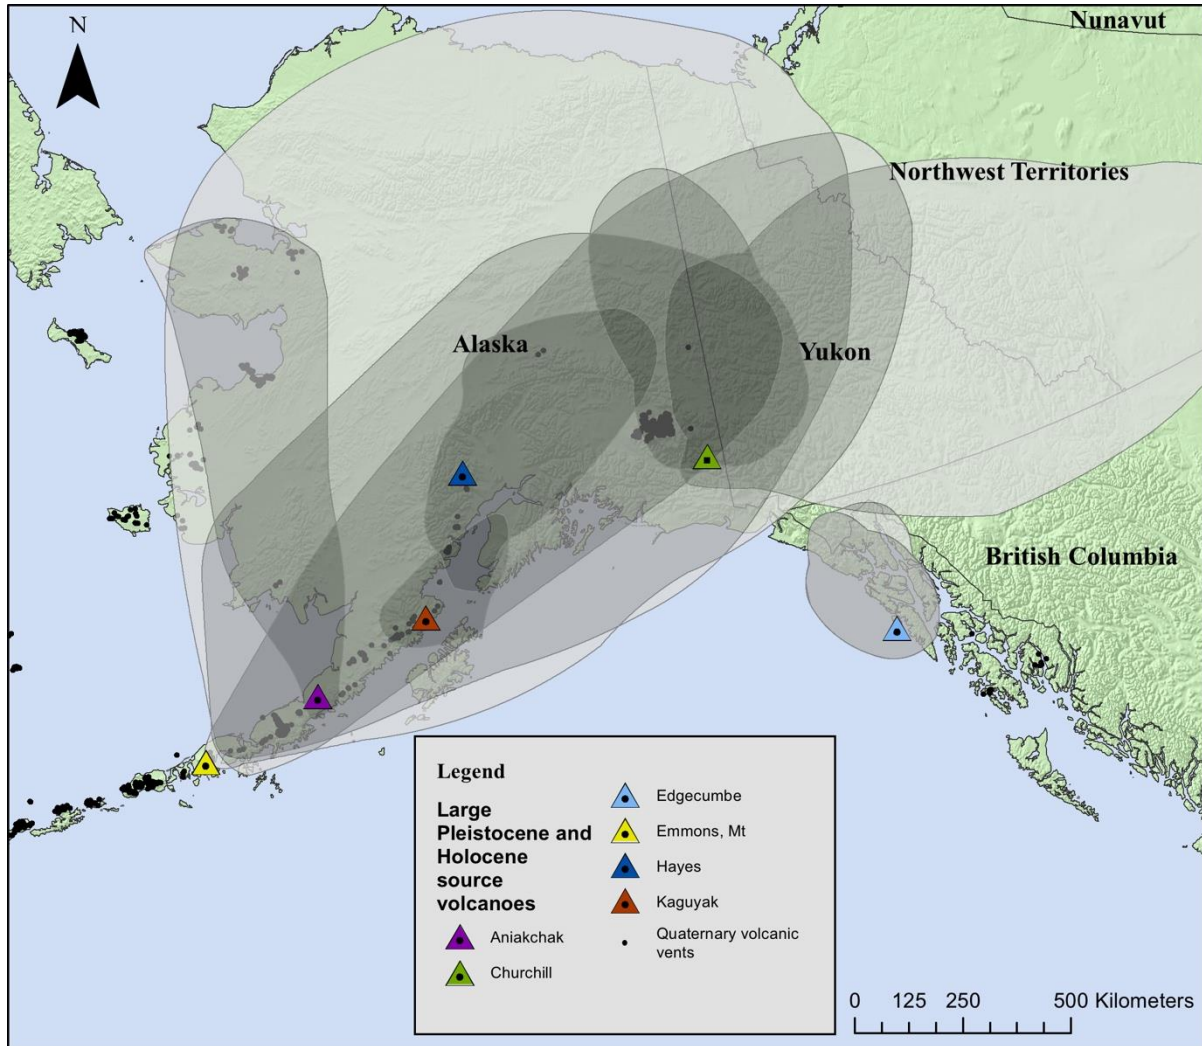 N
Nunavut
Northwest Territories
Alaska
Yukon
British Columbia
Legend
Large
Pleistocene and
Holocene
source
volcanoes
Aniakchak
Churchill
Edgecumbe
Emmons, Mt
Hayes
Kaguyak
Quaternary volcanic
vents
0 125 250 500 Kilometers